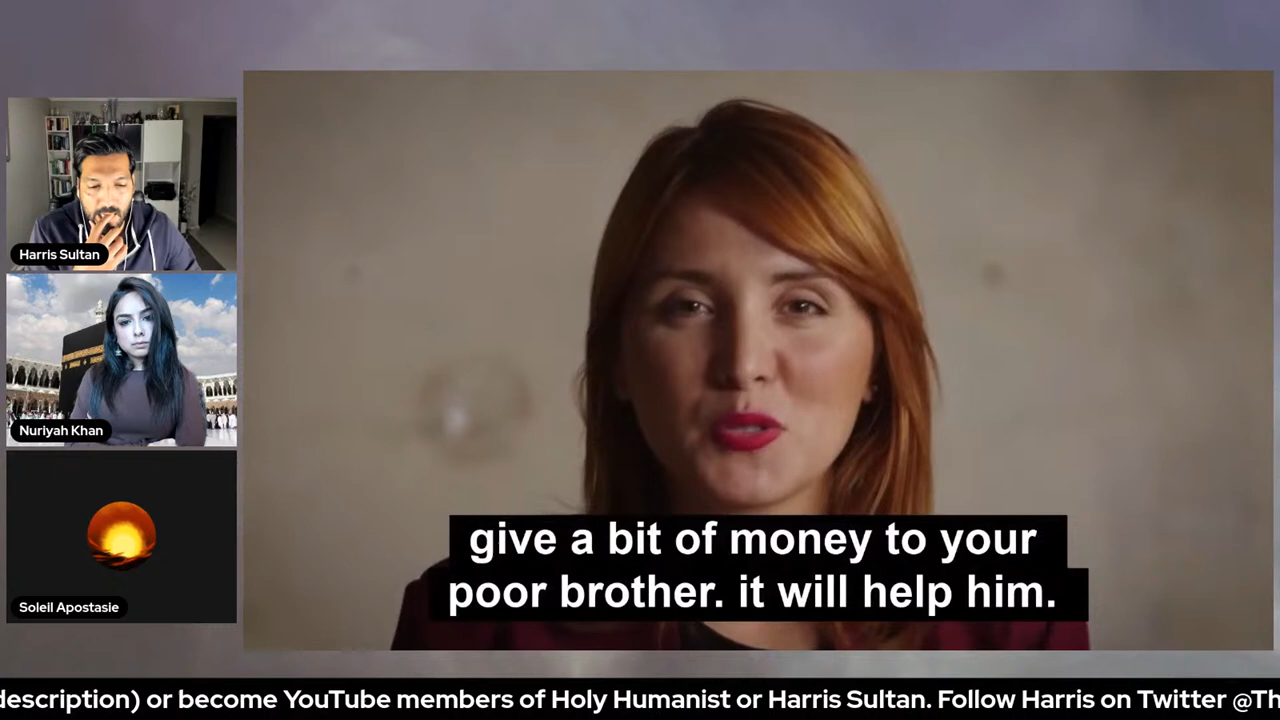 Harris Sultan
Nuriyah Khan
Soleil Apostasie
give a bit of money to your
poor brother. it will help him.
description) or become YouTube members of Holy Humanist or Harris Sultan. Follow Harris on Twitter @Th